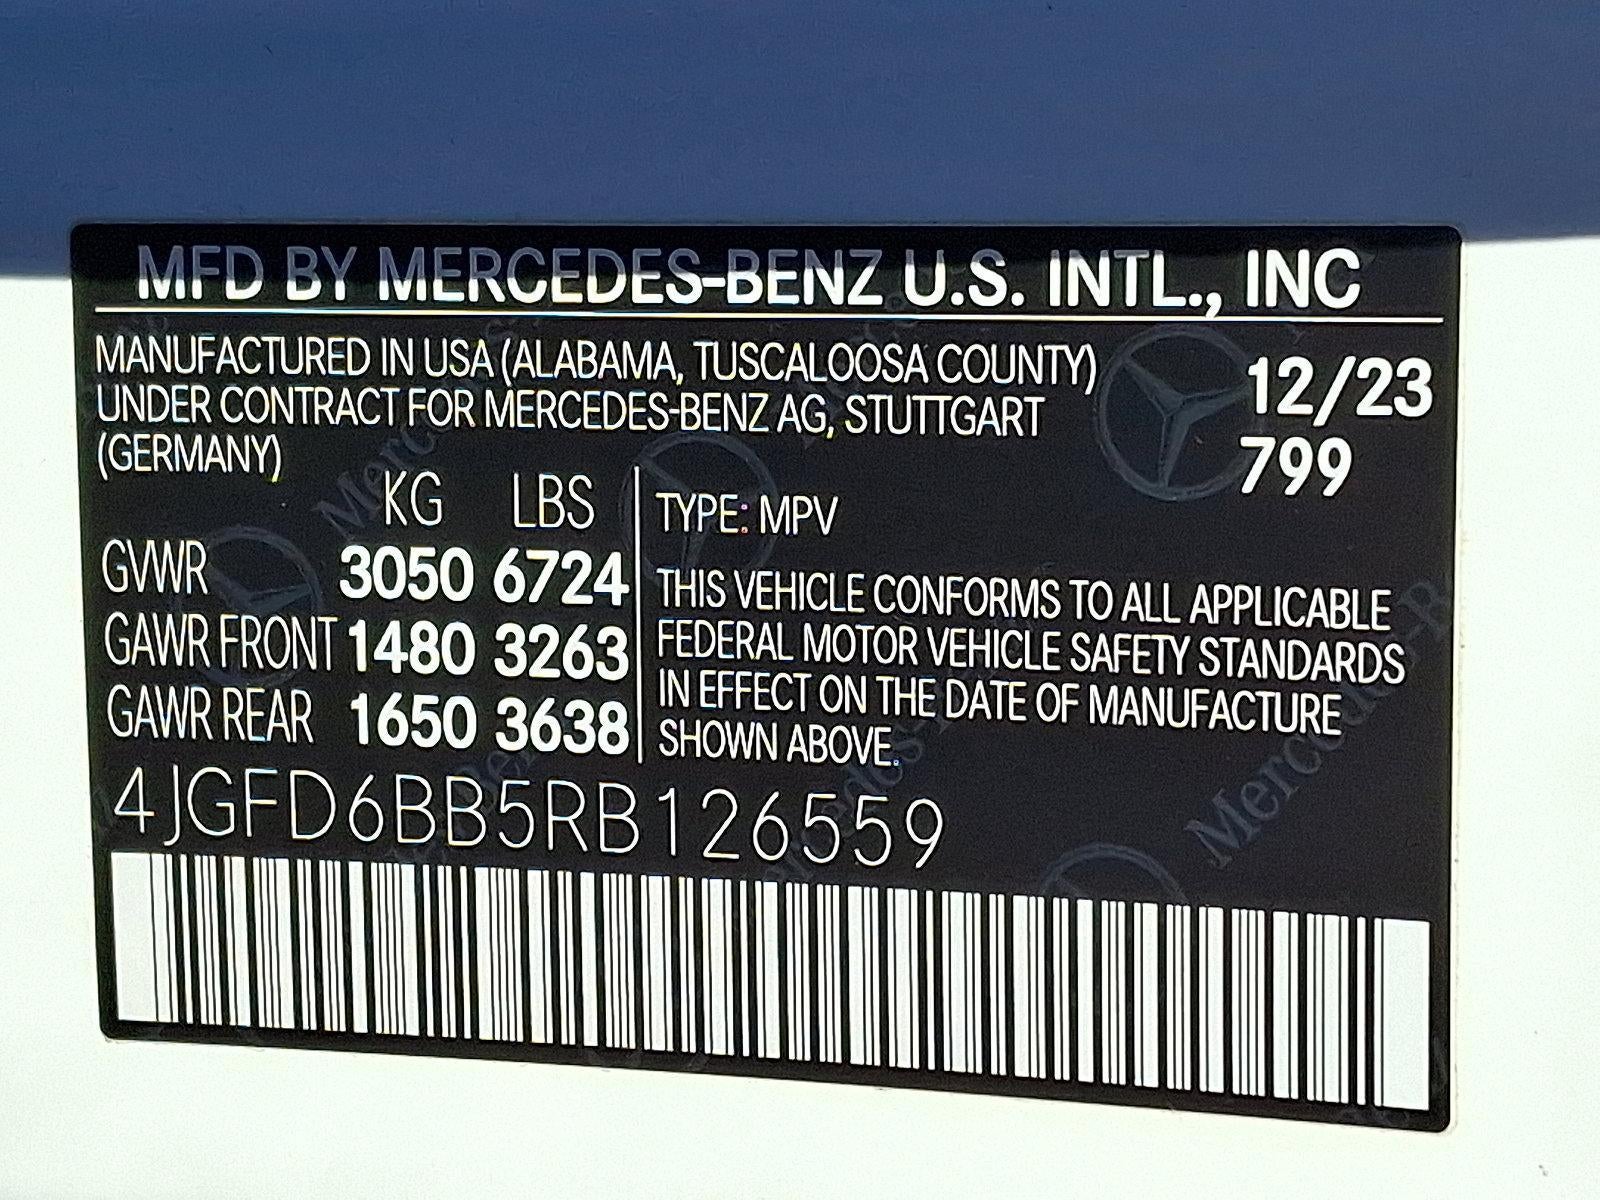 MFD BY MERCEDES-BENZ U.S. INTL., INC
MANUFACTURED IN USA (ALABAMA, TUSCALOOSA COUNTY)
UNDER CONTRACT FOR MERCEDES-BENZ AG, STUTTGART
(GERMANY)
12/23
799
KG LBS
GVWR 3050 6724
GAWR FRONT 1480 3263
GAWR REAR 1650 3638
TYPE: MPV
THIS VEHICLE CONFORMS TO ALL APPLICABLE
FEDERAL MOTOR VEHICLE SAFETY STANDARDS
IN EFFECT ON THE DATE OF MANUFACTURE
SHOWN ABOVE.
4JGFD6BB5RB126559